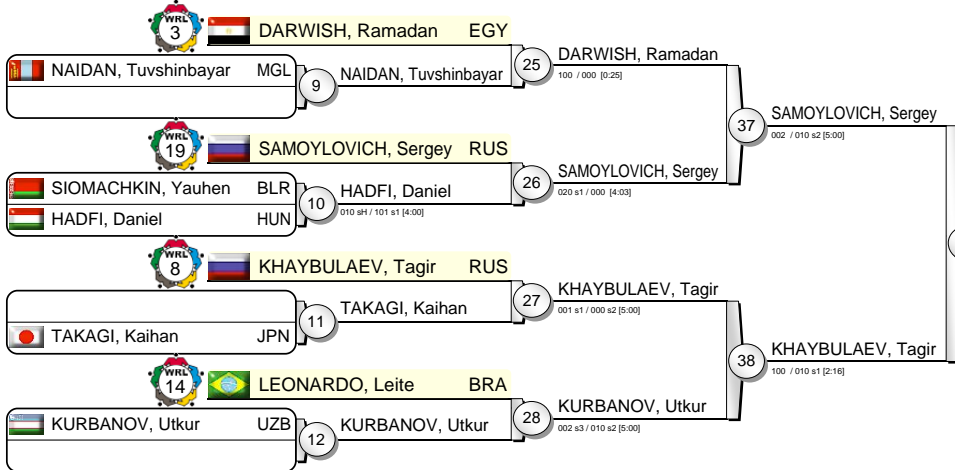 WRL
3
DARWISH, Ramadan EGY
NAIDAN, Tuvshinbayar MGL
9
NAIDAN, Tuvshinbayar
25
DARWISH, Ramadan
100 / 000 [0:25]
37
SAMOYLOVICH, Sergey
002 / 010 s2 [5:00]
WRL
19
SAMOYLOVICH, Sergey RUS
SIOMACHKIN, Yauhen BLR
HADFI, Daniel HUN
10
HADFI, Daniel
010 sH / 101 s1 [4:00]
26
SAMOYLOVICH, Sergey
020 s1 / 000 [4:03]
WRL
8
KHAYBULAEV, Tagir RUS
TAKAGI, Kaihan JPN
11
TAKAGI, Kaihan
27
KHAYBULAEV, Tagir
001 s1 / 000 s2 [5:00]
38
KHAYBULAEV, Tagir
100 / 010 s1 [2:16]
WRL
14
LEONARDO, Leite BRA
KURBANOV, Utkur UZB
12
KURBANOV, Utkur
28
KURBANOV, Utkur
002 s3 / 010 s2 [5:00]